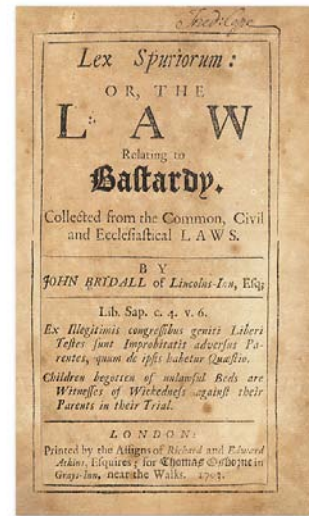 Lex Spuriorum:
OR, THE
LAW
Relating to
Baſtardy.
Collected from the Common, Civil
and Eccleſiaſtical LAWS.
BY
JOHN BRYDALL of Lincolns-Inn, Eſq;
Lib. Sap. c. 4. v. 6.
Ex Illegitimis congreſſibus geniti Liberi
Teſtes ſunt Improbitatis adverſus Pa-
rentes, quum de ipſis habetur Quæſtio.
Children begotten of unlawful Beds are
Witneſſes of Wickedneſs againſt their
Parents in their Trial.
LONDON:
Printed by the Aſſigns of Richard and Edward
Atkins, Eſquires; for Thomas Osborne in
Grays-Inn, near the Walks. 1703.